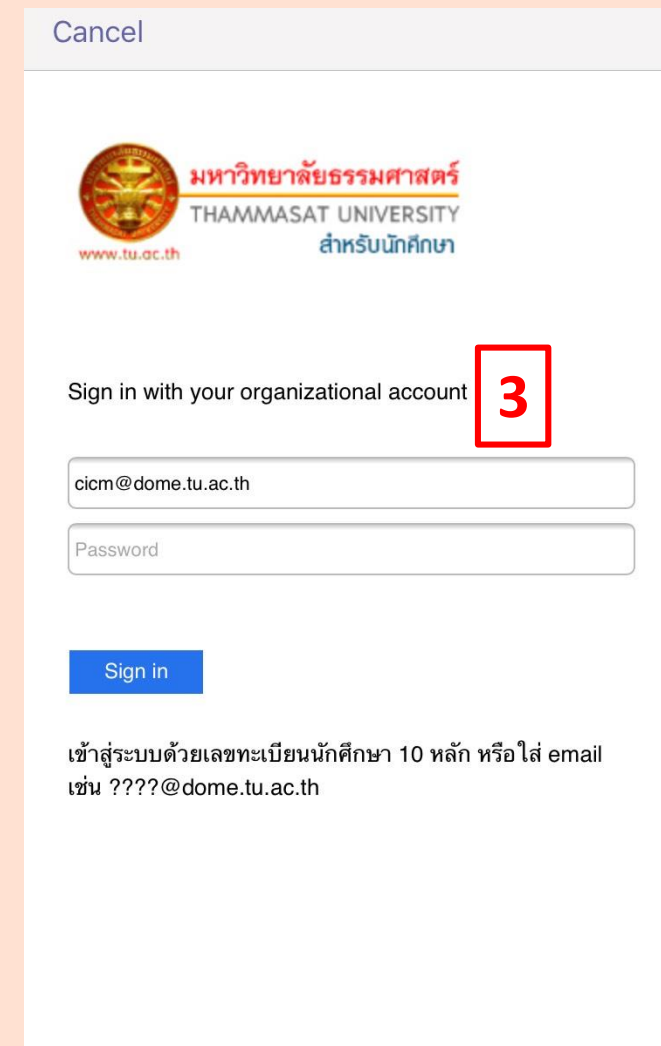 Cancel
มหาวิทยาลัยธรรมศาสตร์
THAMMASAT UNIVERSITY
สำหรับนักศึกษา
www.tu.ac.th
Sign in with your organizational account
3
cicm@dome.tu.ac.th
Password
Sign in
เข้าสู่ระบบด้วยเลขทะเบียนนักศึกษา 10 หลัก หรือใส่ email
เช่น ????@dome.tu.ac.th